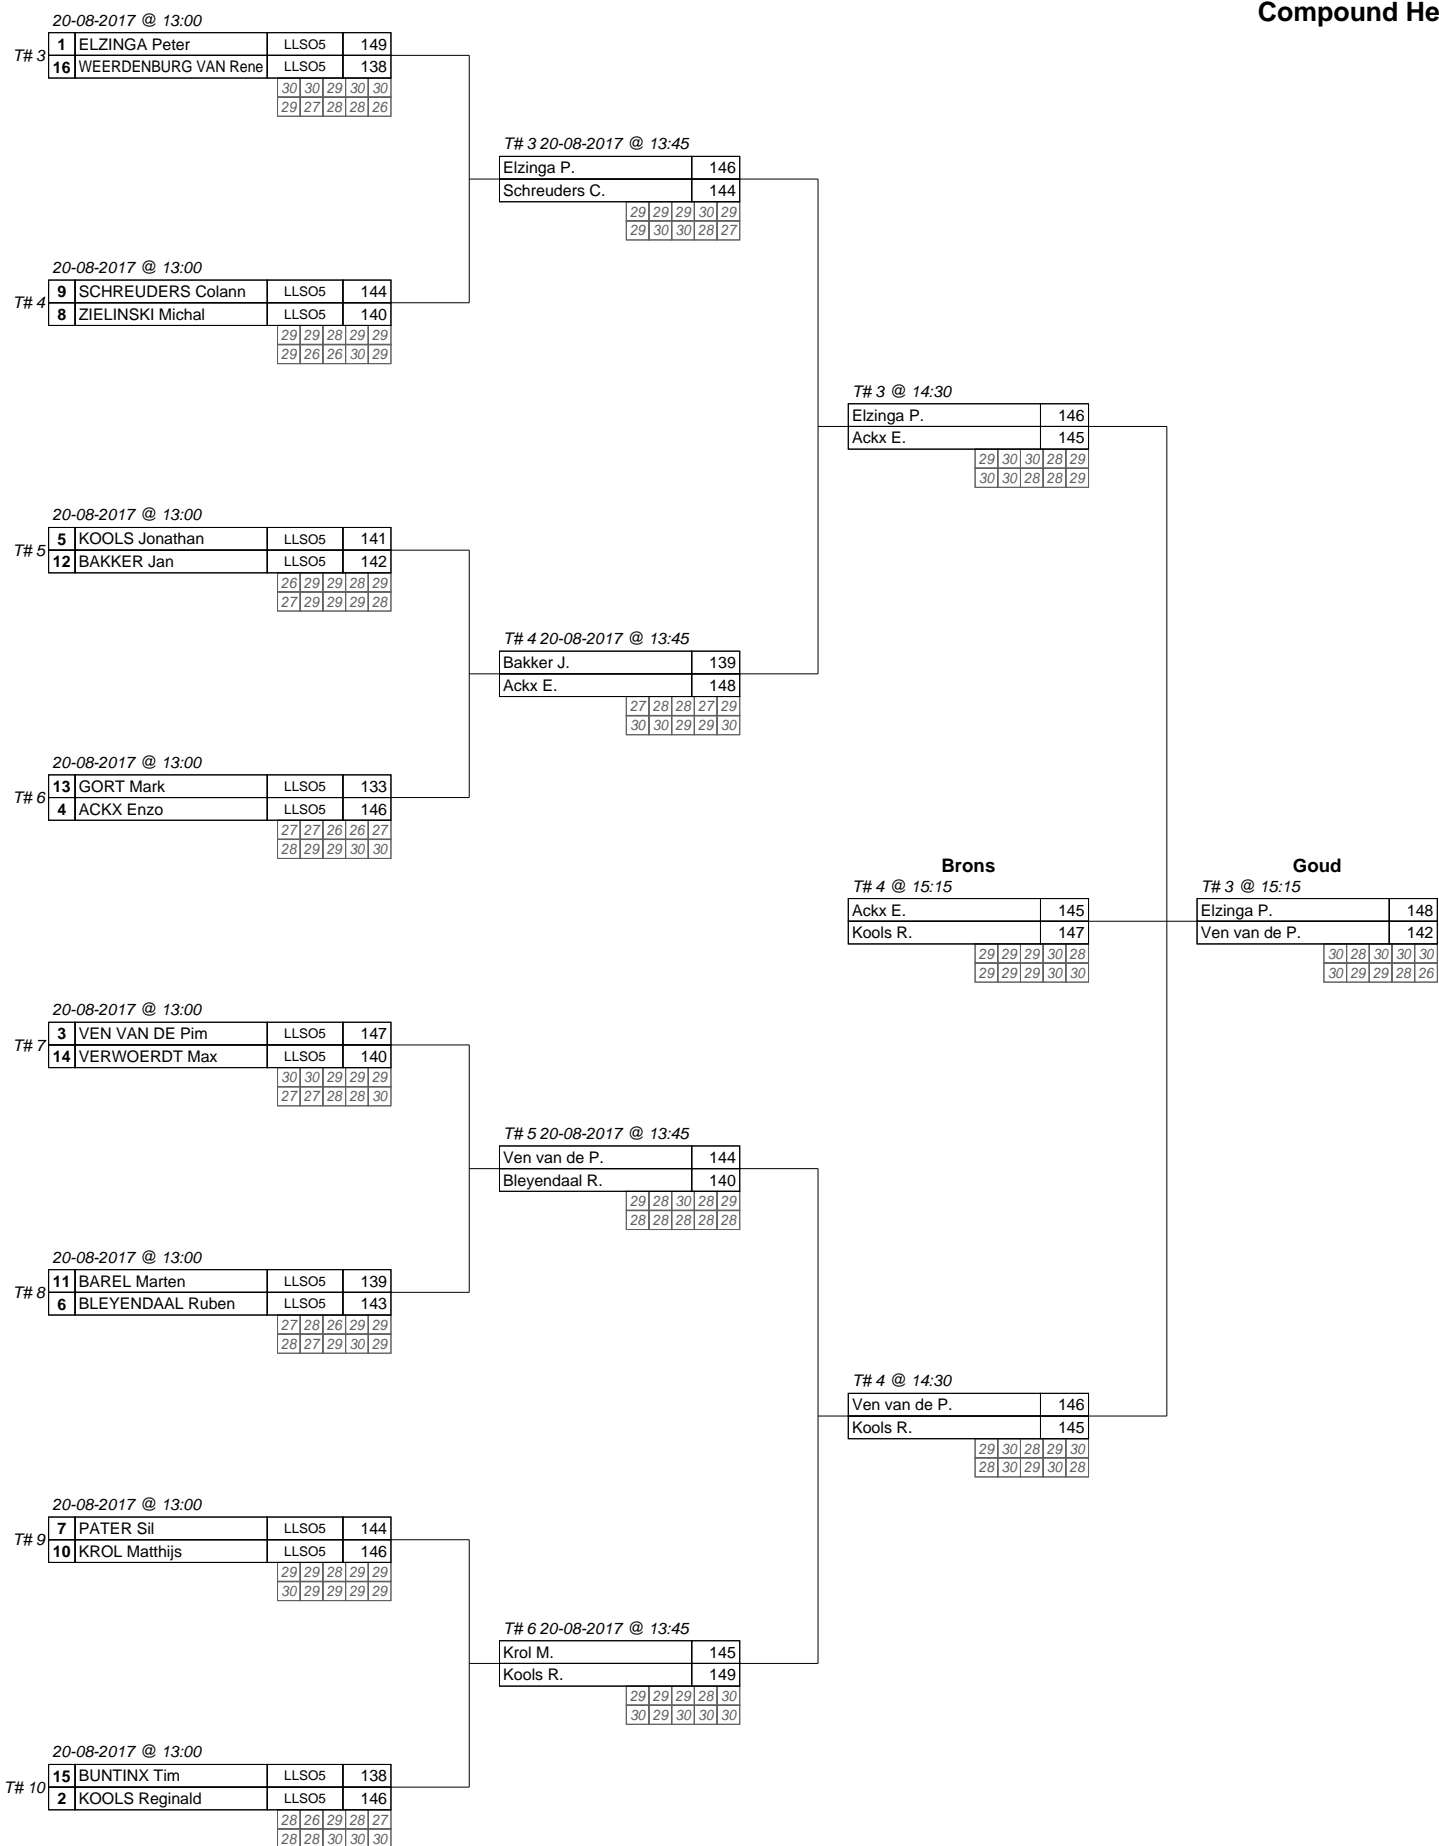 Compound He
20-08-2017 @ 13:00
T# 3
1 ELZINGA Peter LLSO5 149
16 WEERDENBURG VAN Rene LLSO5 138
30 30 29 30 30
29 27 28 28 26
T# 3 20-08-2017 @ 13:45
Elzinga P. 146
Schreuders C. 144
29 29 29 30 29
29 30 30 28 27
20-08-2017 @ 13:00
T# 4
9 SCHREUDERS Colann LLSO5 144
8 ZIELINSKI Michal LLSO5 140
29 29 28 29 29
29 26 26 30 29
T# 3 @ 14:30
Elzinga P. 146
Ackx E. 145
29 30 30 28 29
30 30 28 28 29
20-08-2017 @ 13:00
T# 5
5 KOOLS Jonathan LLSO5 141
12 BAKKER Jan LLSO5 142
26 29 29 28 29
27 29 29 29 28
T# 4 20-08-2017 @ 13:45
Bakker J. 139
Ackx E. 148
27 28 28 27 29
30 30 29 29 30
20-08-2017 @ 13:00
T# 6
13 GORT Mark LLSO5 133
4 ACKX Enzo LLSO5 146
27 27 26 26 27
28 29 29 30 30
Brons
T# 4 @ 15:15
Ackx E. 145
Kools R. 147
29 29 29 30 28
29 29 29 30 30
Goud
T# 3 @ 15:15
Elzinga P. 148
Ven van de P. 142
30 28 30 30 30
30 29 29 28 26
20-08-2017 @ 13:00
T# 7
3 VEN VAN DE Pim LLSO5 147
14 VERWOERDT Max LLSO5 140
30 30 29 29 29
27 27 28 28 30
T# 5 20-08-2017 @ 13:45
Ven van de P. 144
Bleyendaal R. 140
29 28 30 28 29
28 28 28 28 28
20-08-2017 @ 13:00
T# 8
11 BAREL Marten LLSO5 139
6 BLEYENDAAL Ruben LLSO5 143
27 28 26 29 29
28 27 29 30 29
T# 4 @ 14:30
Ven van de P. 146
Kools R. 145
29 30 28 29 30
28 30 29 30 28
20-08-2017 @ 13:00
T# 9
7 PATER Sil LLSO5 144
10 KROL Matthijs LLSO5 146
29 29 28 29 29
30 29 29 29 29
T# 6 20-08-2017 @ 13:45
Krol M. 145
Kools R. 149
29 29 29 28 30
30 29 30 30 30
20-08-2017 @ 13:00
T# 10
15 BUNTINX Tim LLSO5 138
2 KOOLS Reginald LLSO5 146
28 26 29 28 27
28 28 30 30 30